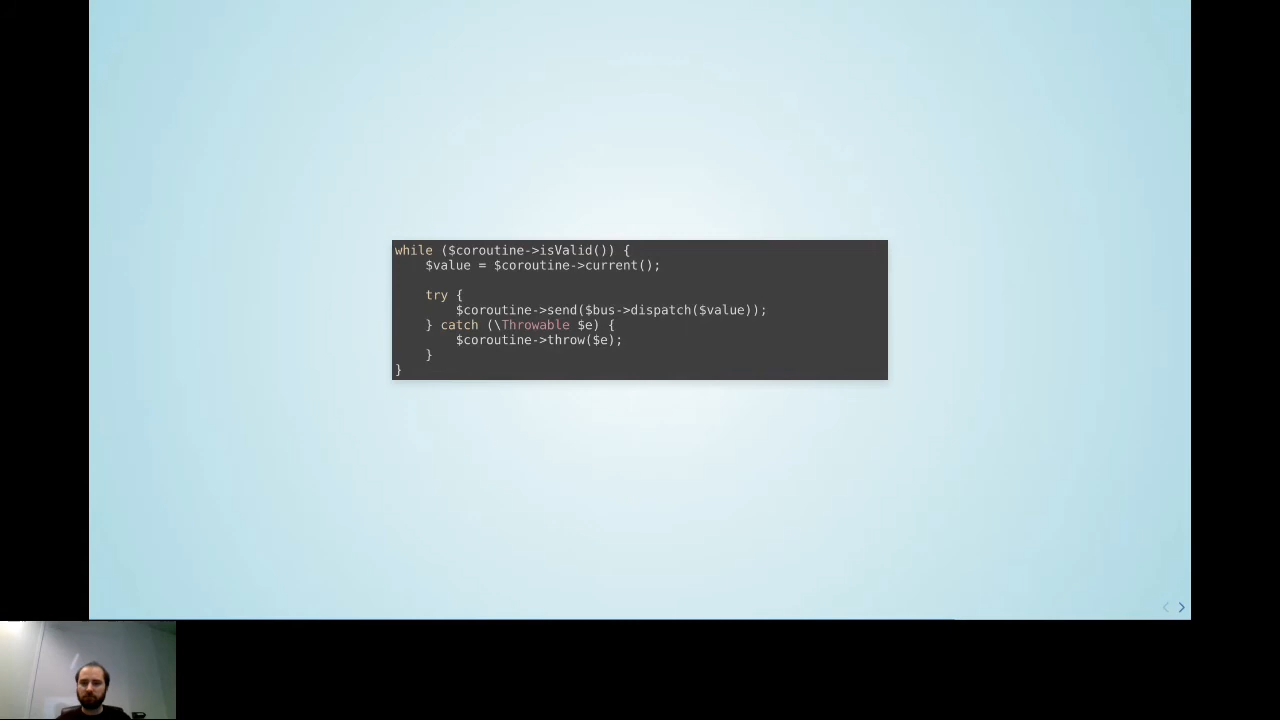 while ($coroutine->isValid()) {
    $value = $coroutine->current();

    try {
        $coroutine->send($bus->dispatch($value));
    } catch (\Throwable $e) {
        $coroutine->throw($e);
    }
}